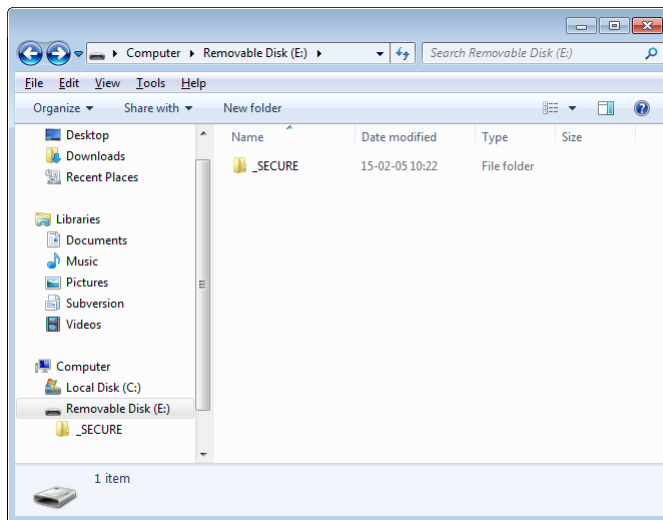 Computer Removable Disk (E:) Search Removable Disk (E:)
File Edit View Tools Help
Organize Share with New folder
Desktop
Downloads
Recent Places
Libraries
Documents
Music
Pictures
Subversion
Videos
Computer
Local Disk (C:)
Removable Disk (E:)
_SECURE
Name Date modified Type Size
_SECURE 15-02-05 10:22 File folder
1 item